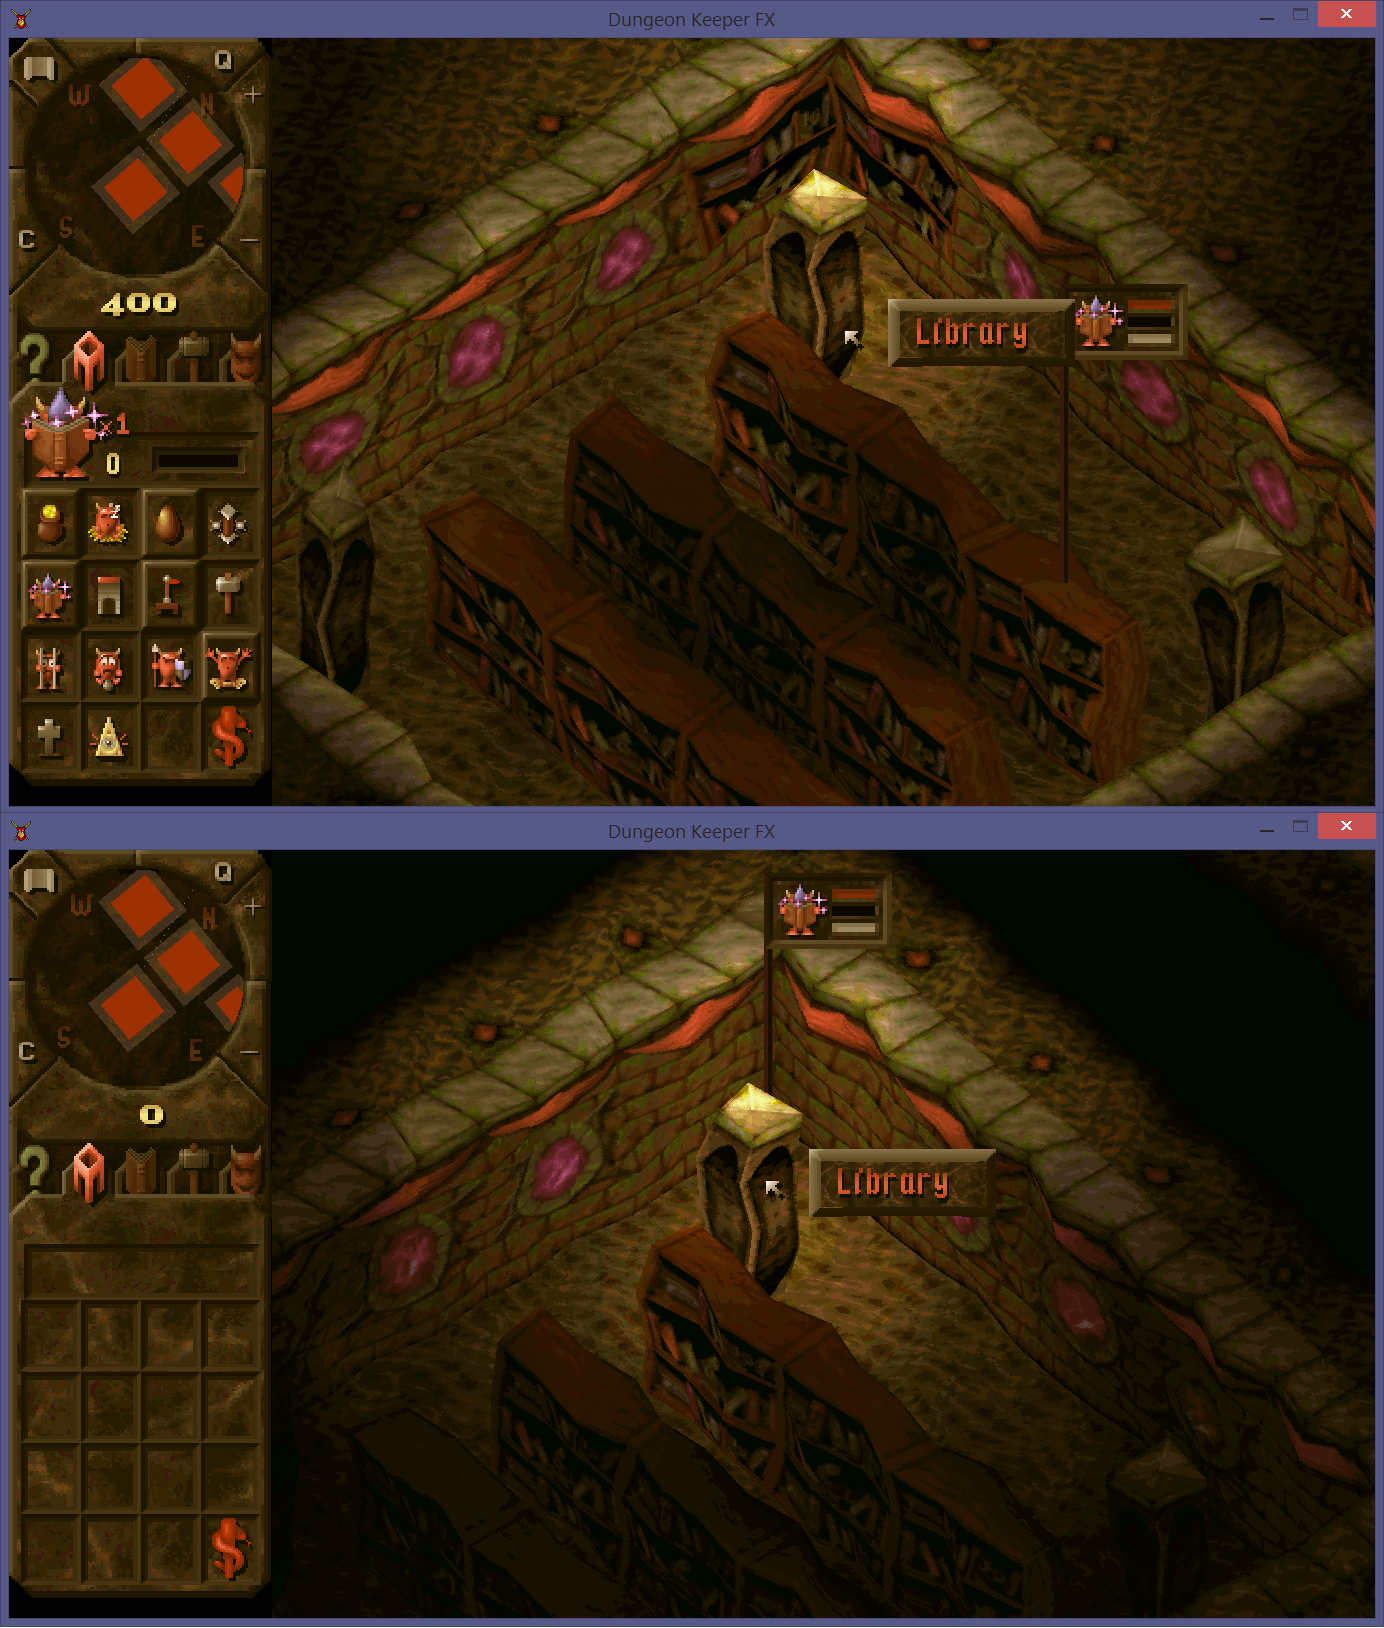 Dungeon Keeper FX
Q
W
N
+
S
E
C
-
400
?
x1
0
Library
Dungeon Keeper FX
Q
W
N
+
S
E
C
-
0
?
Library